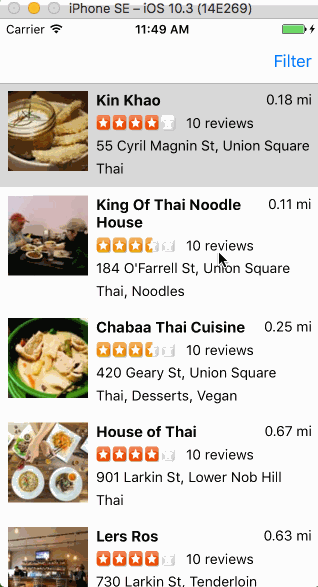 iPhone SE – iOS 10.3 (14E269)
Carrier 11:49 AM
Filter
Kin Khao 0.18 mi
10 reviews
55 Cyril Magnin St, Union Square
Thai
King Of Thai Noodle 0.11 mi
House
10 reviews
184 O'Farrell St, Union Square
Thai, Noodles
Chabaa Thai Cuisine 0.25 mi
10 reviews
420 Geary St, Union Square
Thai, Desserts, Vegan
House of Thai 0.67 mi
10 reviews
901 Larkin St, Lower Nob Hill
Thai
Lers Ros 0.63 mi
10 reviews
730 Larkin St, Tenderloin